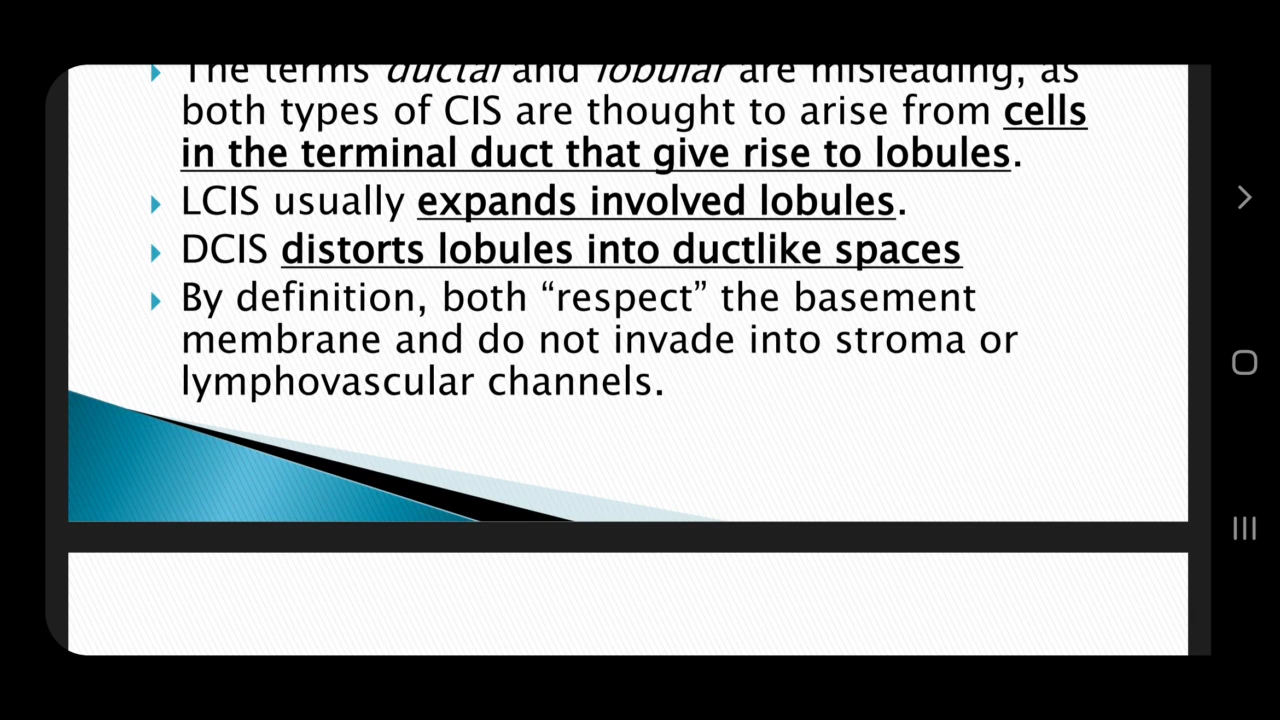 The terms ductal and lobular are misleading, as
both types of CIS are thought to arise from cells
in the terminal duct that give rise to lobules.
LCIS usually expands involved lobules.
DCIS distorts lobules into ductlike spaces
By definition, both “respect” the basement
membrane and do not invade into stroma or
lymphovascular channels.